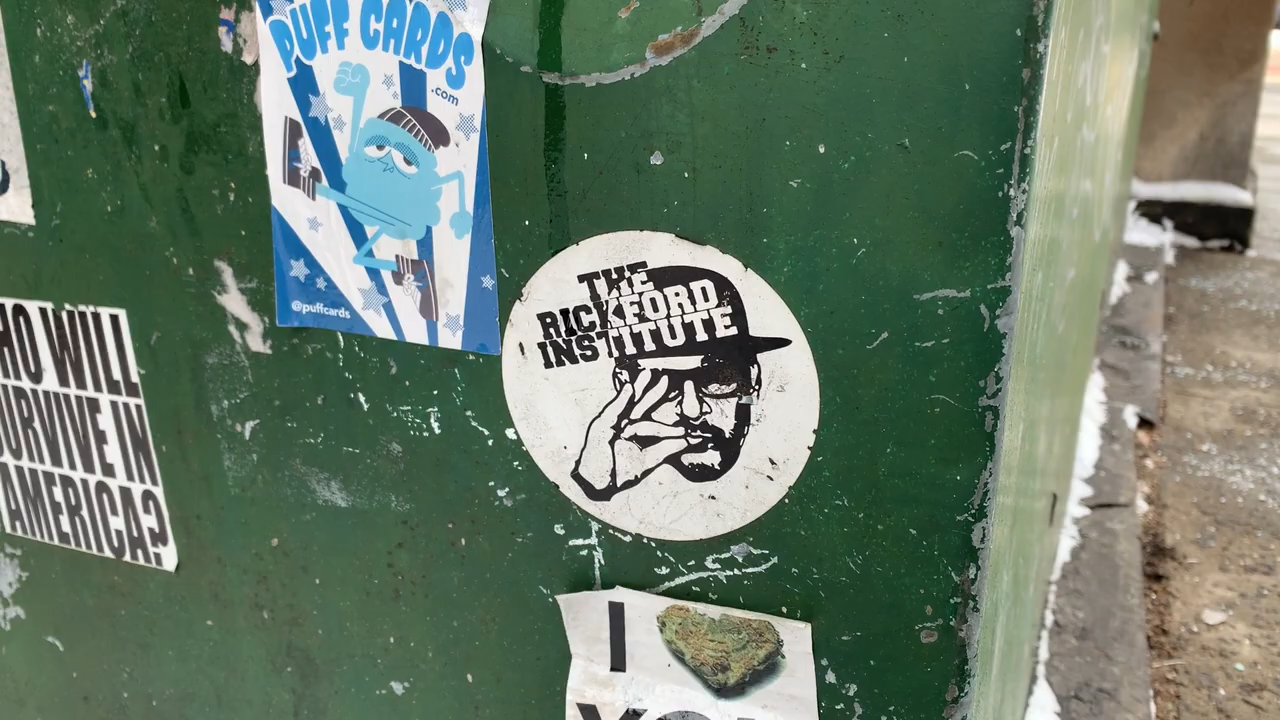 PUFF CARDS
.com
@puffcards
THE
RICKFORD
INSTITUTE
HO WILL
URVIVE IN
AMERICA?
I